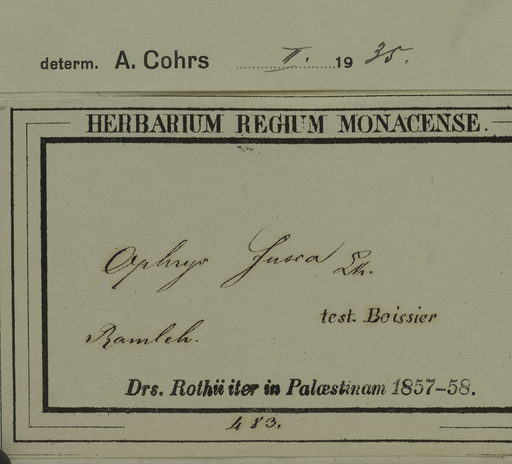 determ. A. Cohrs II. 1935.
HERBARIUM REGIUM MONACENSE.
Ophrys fusca Lk.
test. Boissier
Ramleh.
Drs. Rothii iter in Palæstinam 1857–58.
483.